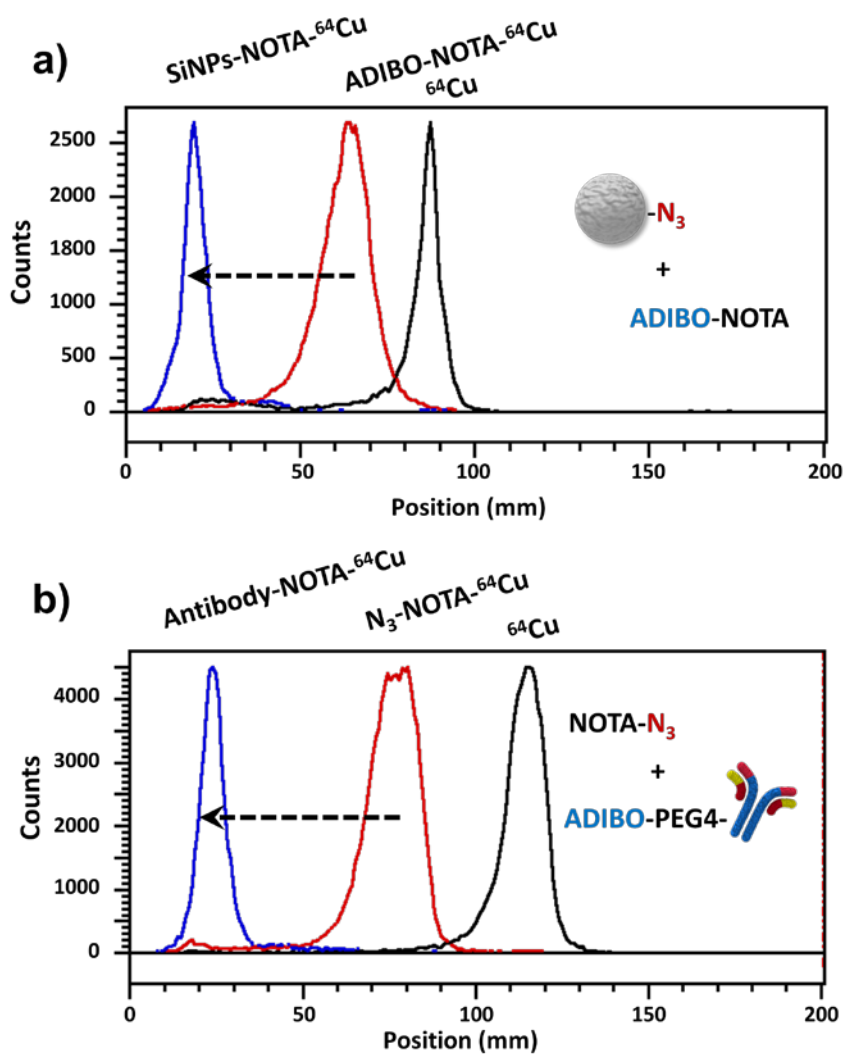 a)
SiNPs-NOTA-⁶⁴Cu
ADIBO-NOTA-⁶⁴Cu
⁶⁴Cu
2500
2000
1800
1000
500
0
Counts
-N₃
+
ADIBO-NOTA
0 50 100 150 200
Position (mm)
b)
Antibody-NOTA-⁶⁴Cu
N₃-NOTA-⁶⁴Cu
⁶⁴Cu
4000
3000
2000
1000
0
Counts
NOTA-N₃
+
ADIBO-PEG4-
0 50 100 150 200
Position (mm)